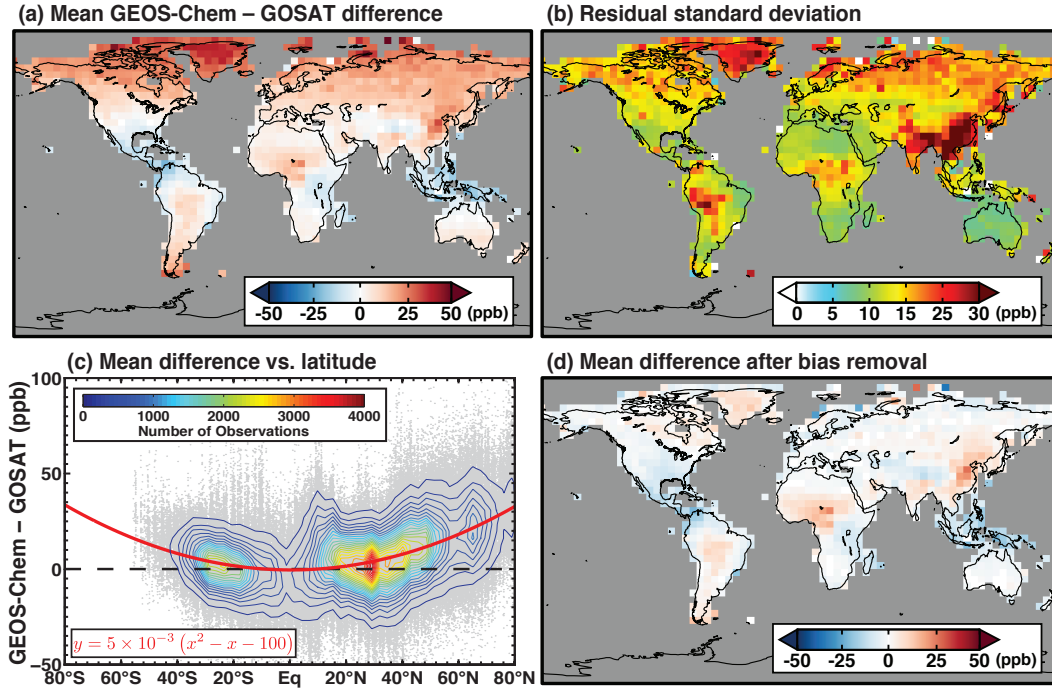 (a) Mean GEOS-Chem – GOSAT difference
-50 -25 0 25 50 (ppb)
(b) Residual standard deviation
0 5 10 15 20 25 30 (ppb)
(c) Mean difference vs. latitude
GEOS-Chem – GOSAT (ppb)
100
50
0
-50
0 1000 2000 3000 4000
Number of Observations
y = 5 × 10⁻³ (x² − x − 100)
80°S 60°S 40°S 20°S Eq 20°N 40°N 60°N 80°N
(d) Mean difference after bias removal
-50 -25 0 25 50 (ppb)